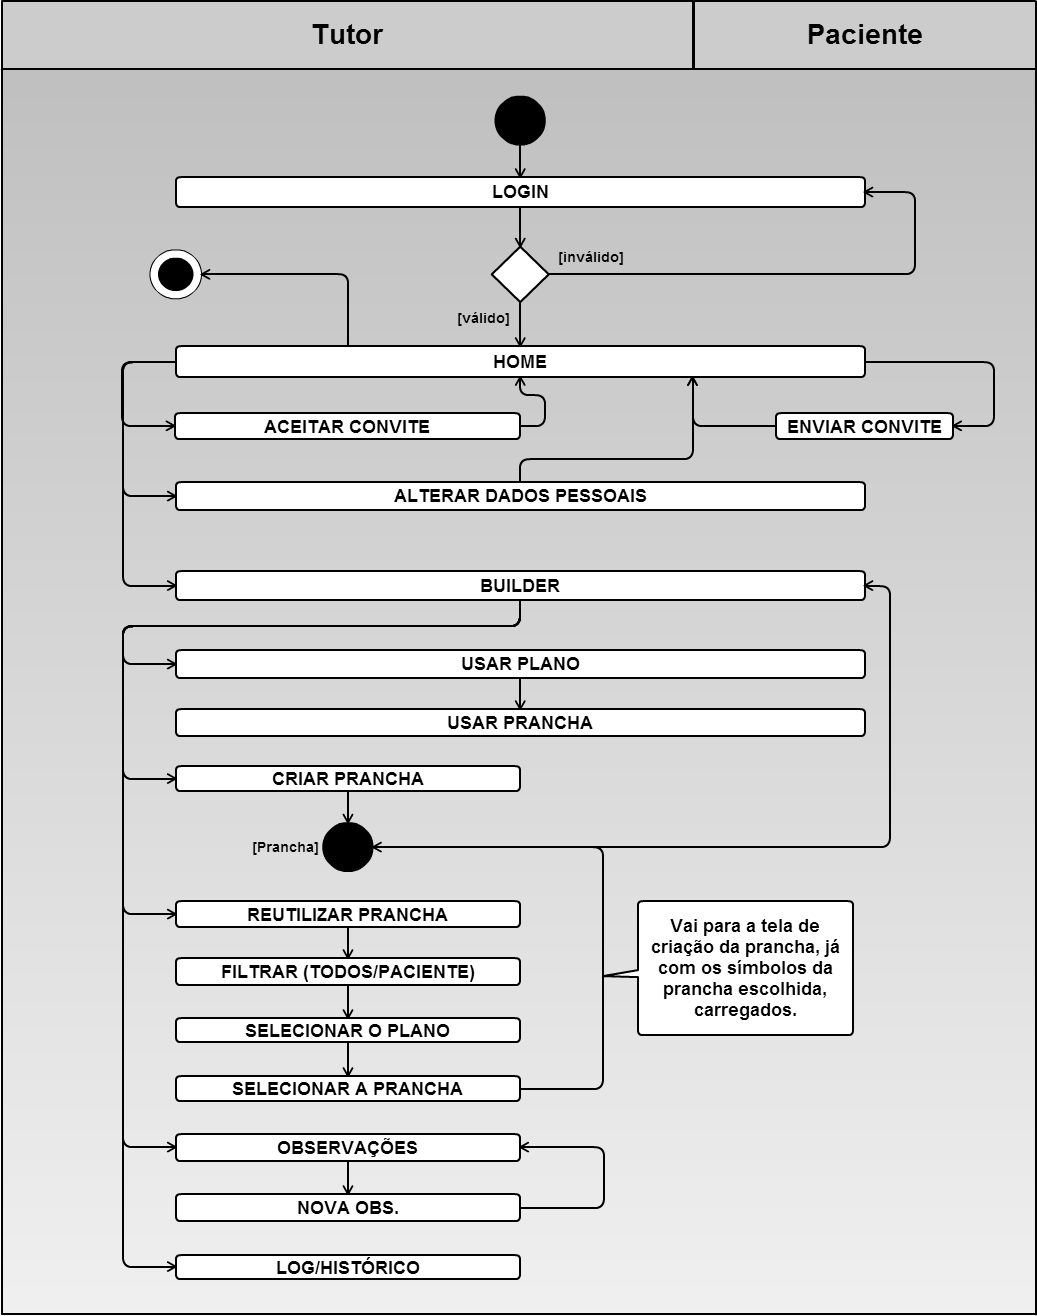 Tutor
Paciente
LOGIN
[inválido]
[válido]
HOME
ACEITAR CONVITE
ENVIAR CONVITE
ALTERAR DADOS PESSOAIS
BUILDER
USAR PLANO
USAR PRANCHA
CRIAR PRANCHA
[Prancha]
REUTILIZAR PRANCHA
FILTRAR (TODOS/PACIENTE)
SELECIONAR O PLANO
SELECIONAR A PRANCHA
Vai para a tela de
criação da prancha, já
com os símbolos da
prancha escolhida,
carregados.
OBSERVAÇÕES
NOVA OBS.
LOG/HISTÓRICO